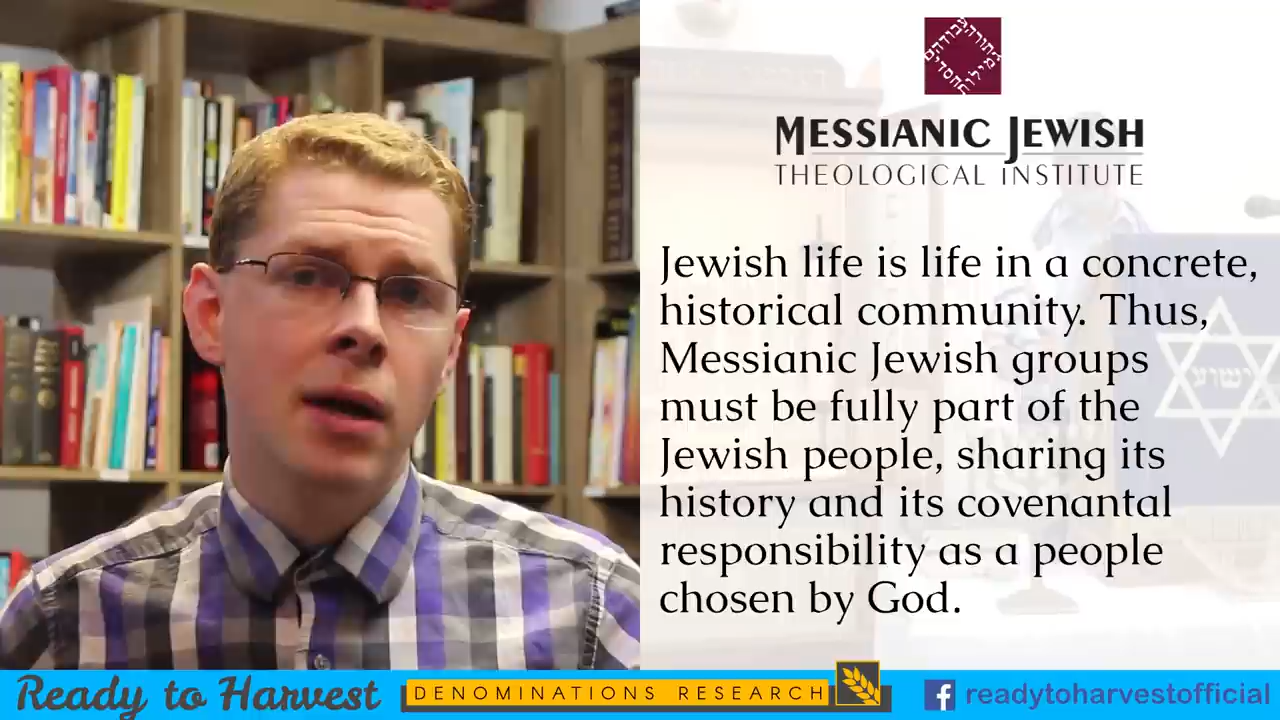 MESSIANIC JEWISH
THEOLOGICAL INSTITUTE
Jewish life is life in a concrete,
historical community. Thus,
Messianic Jewish groups
must be fully part of the
Jewish people, sharing its
history and its covenantal
responsibility as a people
chosen by God.
ישוע
Ready to Harvest
DENOMINATIONS RESEARCH
readytoharvestofficial